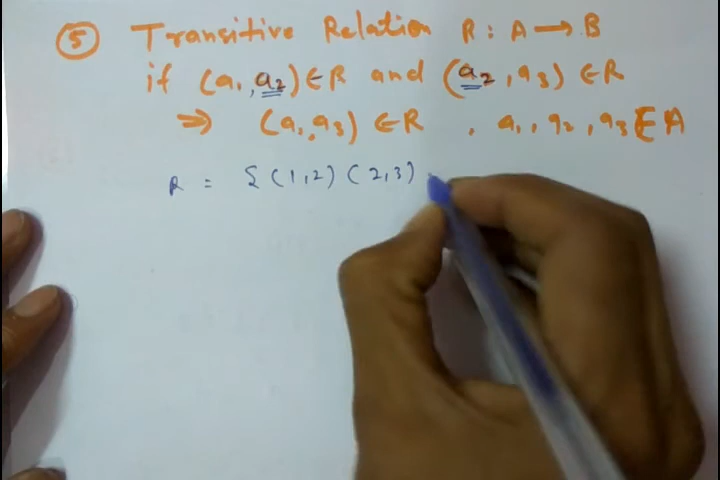 ⑤ Transitive Relation R : A → B
if (a₁, a₂) ∈ R and (a₂, a₃) ∈ R
⇒ (a₁, a₃) ∈ R , a₁, a₂, a₃ ∈ A
R = { (1,2) (2,3)